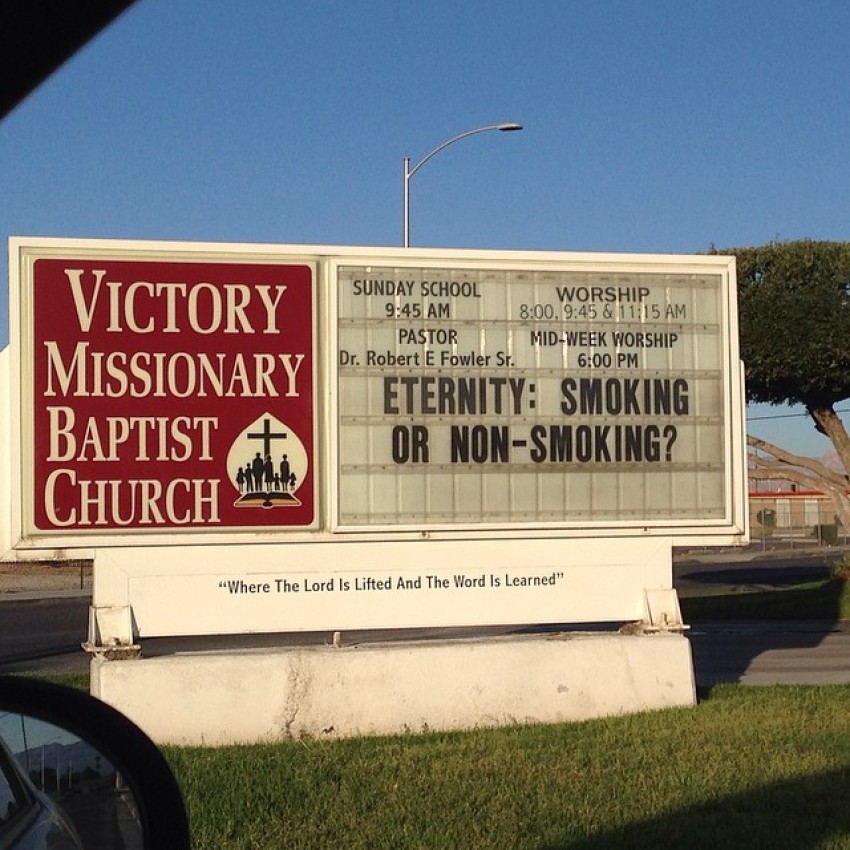 VICTORY
MISSIONARY
BAPTIST
CHURCH
SUNDAY SCHOOL
9:45 AM
WORSHIP
8:00, 9:45 & 11:15 AM
PASTOR
Dr. Robert E Fowler Sr.
MID-WEEK WORSHIP
6:00 PM
ETERNITY: SMOKING
OR NON-SMOKING?
“Where The Lord Is Lifted And The Word Is Learned”